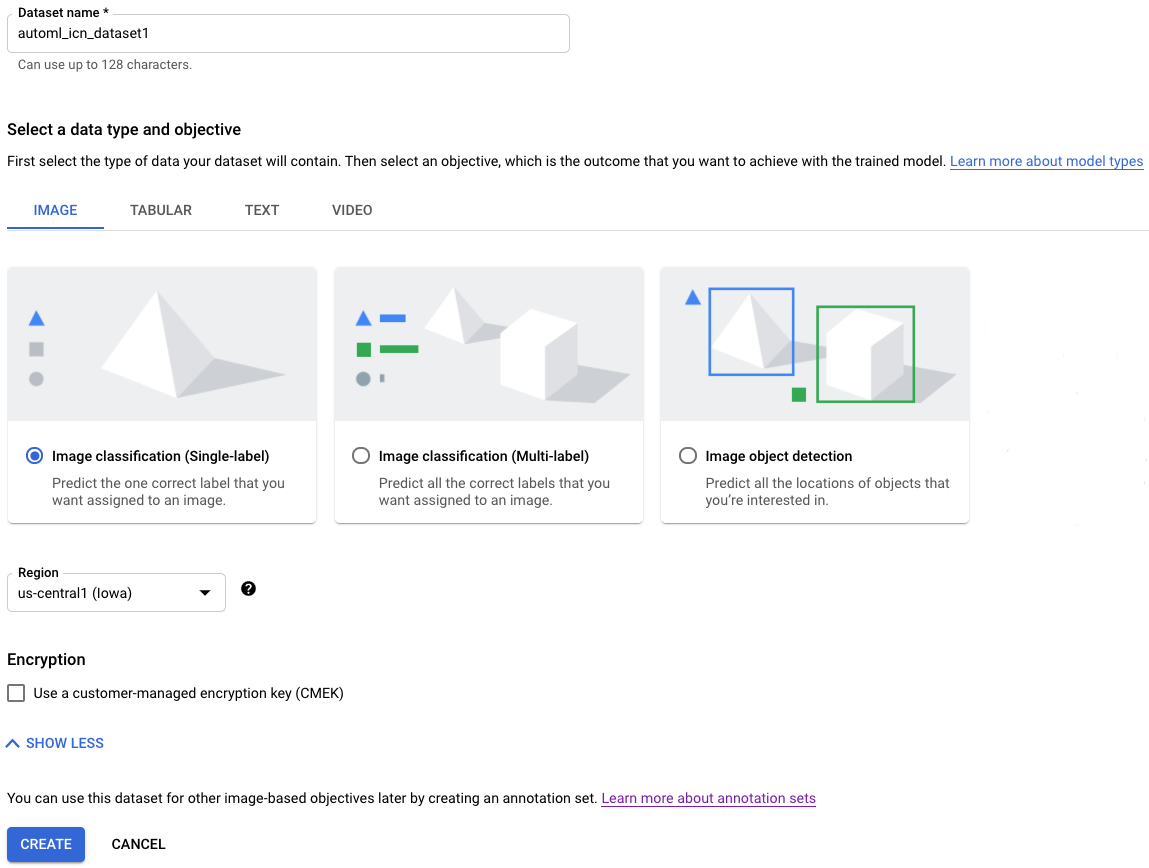 Dataset name *
automl_icn_dataset1
Can use up to 128 characters.
Select a data type and objective
First select the type of data your dataset will contain. Then select an objective, which is the outcome that you want to achieve with the trained model. Learn more about model types
IMAGE TABULAR TEXT VIDEO
Image classification (Single-label)
Predict the one correct label that you
want assigned to an image.
Image classification (Multi-label)
Predict all the correct labels that you
want assigned to an image.
Image object detection
Predict all the locations of objects that
you’re interested in.
Region
us-central1 (Iowa)
?
Encryption
Use a customer-managed encryption key (CMEK)
SHOW LESS
You can use this dataset for other image-based objectives later by creating an annotation set. Learn more about annotation sets
CREATE CANCEL